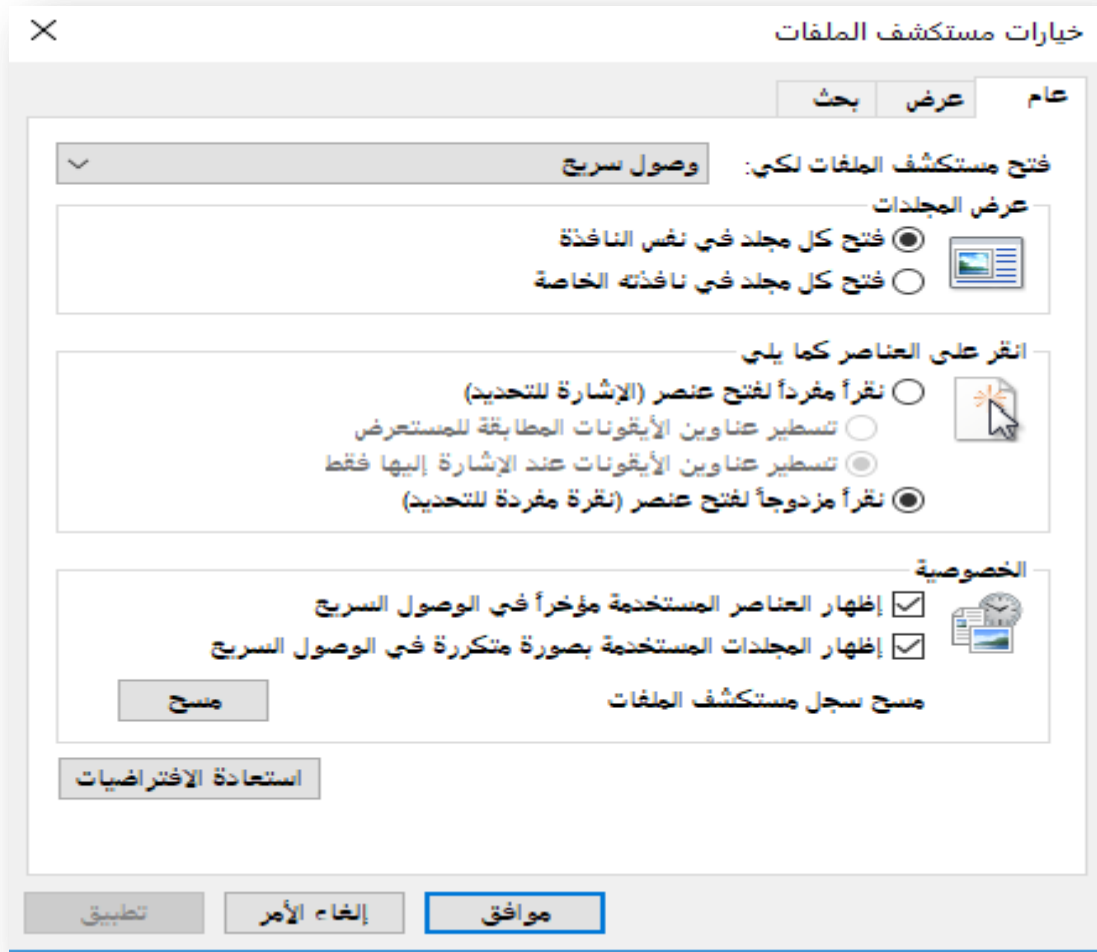 خيارات مستكشف الملفات
عام
عرض
بحث
فتح مستكشف الملفات لكي: وصول سريع
عرض المجلدات
فتح كل مجلد في نفس النافذة
فتح كل مجلد في نافذته الخاصة
انقر على العناصر كما يلي
نقراً مفرداً لفتح عنصر (الإشارة للتحديد)
تسطير عناوين الأيقونات المطابقة للمستعرض
تسطير عناوين الأيقونات عند الإشارة إليها فقط
نقراً مزدوجاً لفتح عنصر (نقرة مفردة للتحديد)
الخصوصية
إظهار العناصر المستخدمة مؤخراً في الوصول السريع
إظهار المجلدات المستخدمة بصورة متكررة في الوصول السريع
مسح سجل مستكشف الملفات
مسح
استعادة الافتراضيات
موافق
إلغاء الأمر
تطبيق